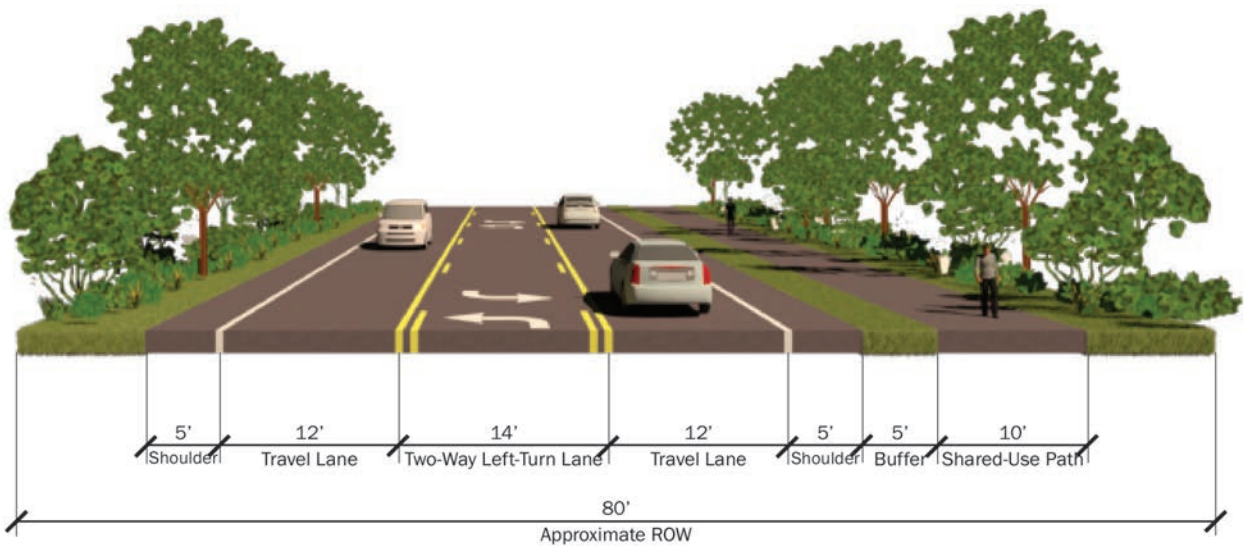 5' 12' 14' 12' 5' 5' 10'
Shoulder Travel Lane Two-Way Left-Turn Lane Travel Lane Shoulder Buffer Shared-Use Path
80'
Approximate ROW